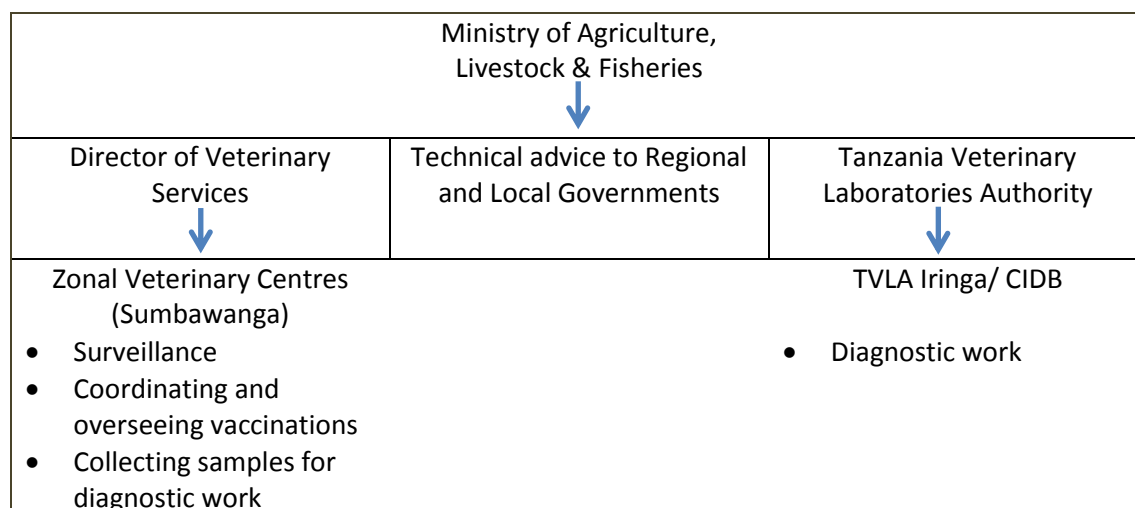 Ministry of Agriculture,
Livestock & Fisheries
Director of Veterinary
Services
Technical advice to Regional
and Local Governments
Tanzania Veterinary
Laboratories Authority
Zonal Veterinary Centres
(Sumbawanga)
• Surveillance
• Coordinating and
overseeing vaccinations
• Collecting samples for
diagnostic work
TVLA Iringa/ CIDB
• Diagnostic work